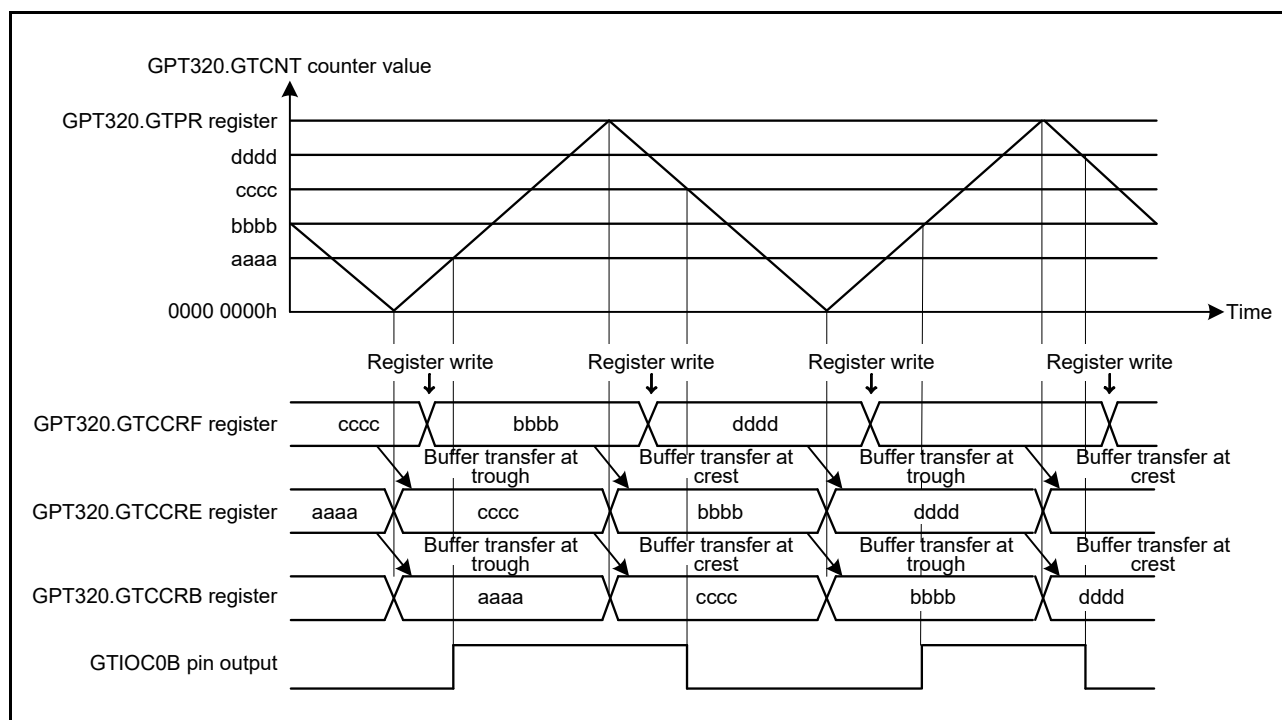 GPT320.GTCNT counter value
GPT320.GTPR register
dddd
cccc
bbbb
aaaa
0000 0000h
Time
Register write Register write Register write Register write
GPT320.GTCCRF register cccc bbbb dddd
Buffer transfer at Buffer transfer at Buffer transfer at Buffer transfer at
trough crest trough crest
GPT320.GTCCRE register aaaa cccc bbbb dddd
Buffer transfer at Buffer transfer at Buffer transfer at Buffer transfer at
trough crest trough crest
GPT320.GTCCRB register aaaa cccc bbbb dddd
GTIOC0B pin output